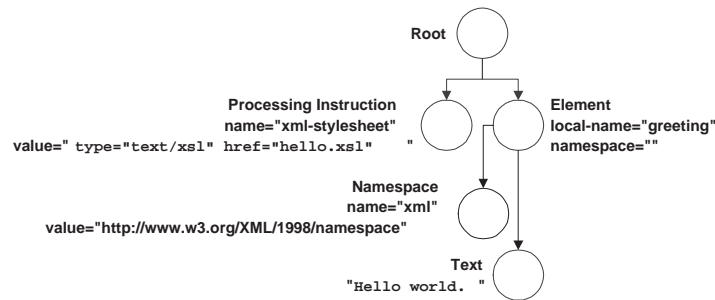 Root
Processing Instruction
name="xml-stylesheet"
value=" type="text/xsl" href="hello.xsl" "
Element
local-name="greeting"
namespace=""
Namespace
name="xml"
value="http://www.w3.org/XML/1998/namespace"
Text
"Hello world. "